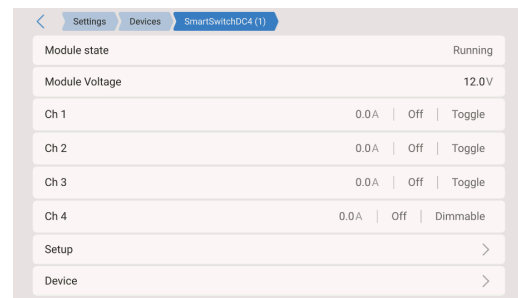 Settings Devices SmartSwitchDC4 (1)
Module state Running
Module Voltage 12.0V
Ch 1 0.0A | Off | Toggle
Ch 2 0.0A | Off | Toggle
Ch 3 0.0A | Off | Toggle
Ch 4 0.0A | Off | Dimmable
Setup
Device